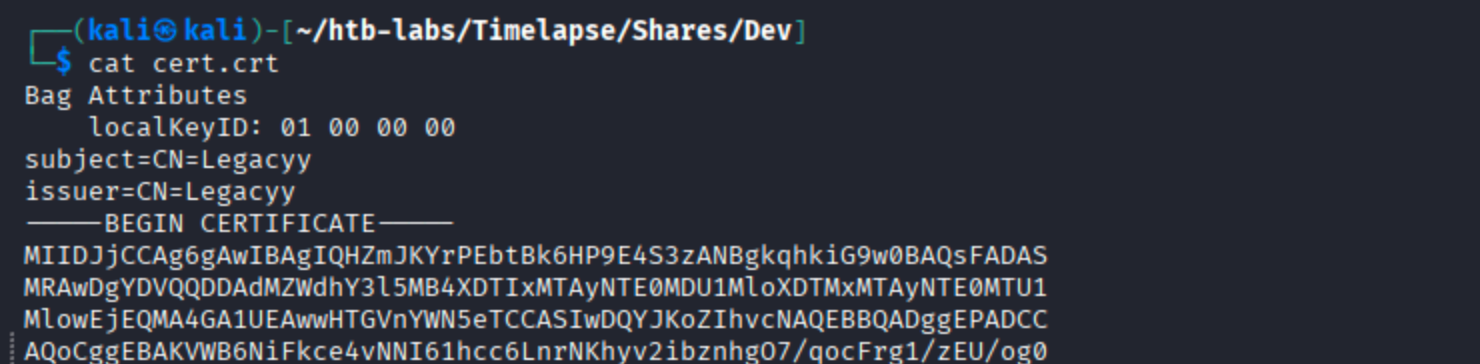 ┌──(kali㉿kali)-[~/htb-labs/Timelapse/Shares/Dev]
└─$ cat cert.crt
Bag Attributes
    localKeyID: 01 00 00 00
subject=CN=Legacyy
issuer=CN=Legacyy
-----BEGIN CERTIFICATE-----
MIIDJjCCAg6gAwIBAgIQHZmJKYrPEbtBk6HP9E4S3zANBgkqhkiG9w0BAQsFADAS
MRAwDgYDVQQDDAdMZWdhY3l5MB4XDTIxMTAyNTE0MDU1MloXDTMxMTAyNTE0MTU1
MlowEjEQMA4GA1UEAwwHTGVnYWN5eTCCASIwDQYJKoZIhvcNAQEBBQADggEPADCC
AQoCggEBAKVWB6NiFkce4vNNI61hcc6LnrNKhyv2ibznhgO7/qocFrg1/zEU/og0